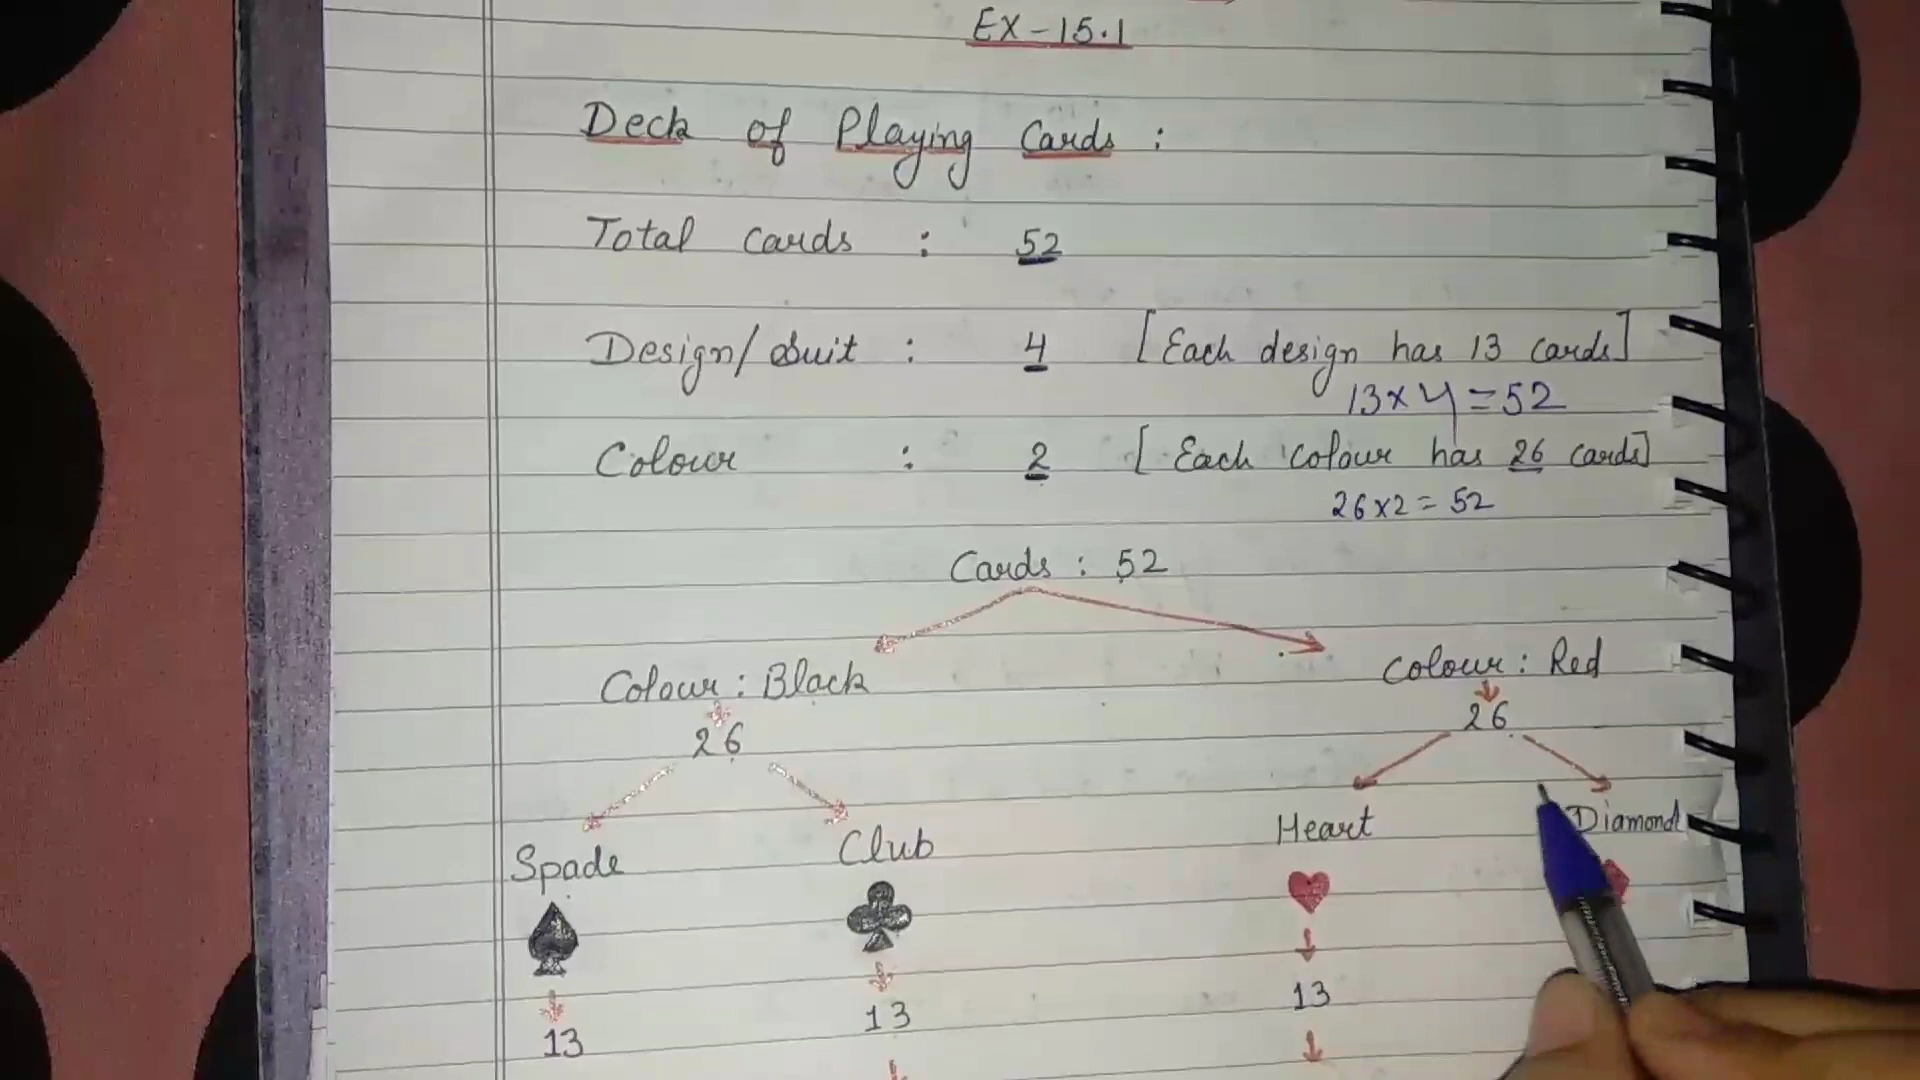 EX-15.1
Deck of Playing Cards :
Total cards : 52
Design/Suit : 4 [Each design has 13 cards]
13×4=52
Colour : 2 [Each colour has 26 cards]
26×2=52
Cards : 52
Colour : Black
Colour : Red
26
26
Spade
Club
Heart
Diamond
13
13
13